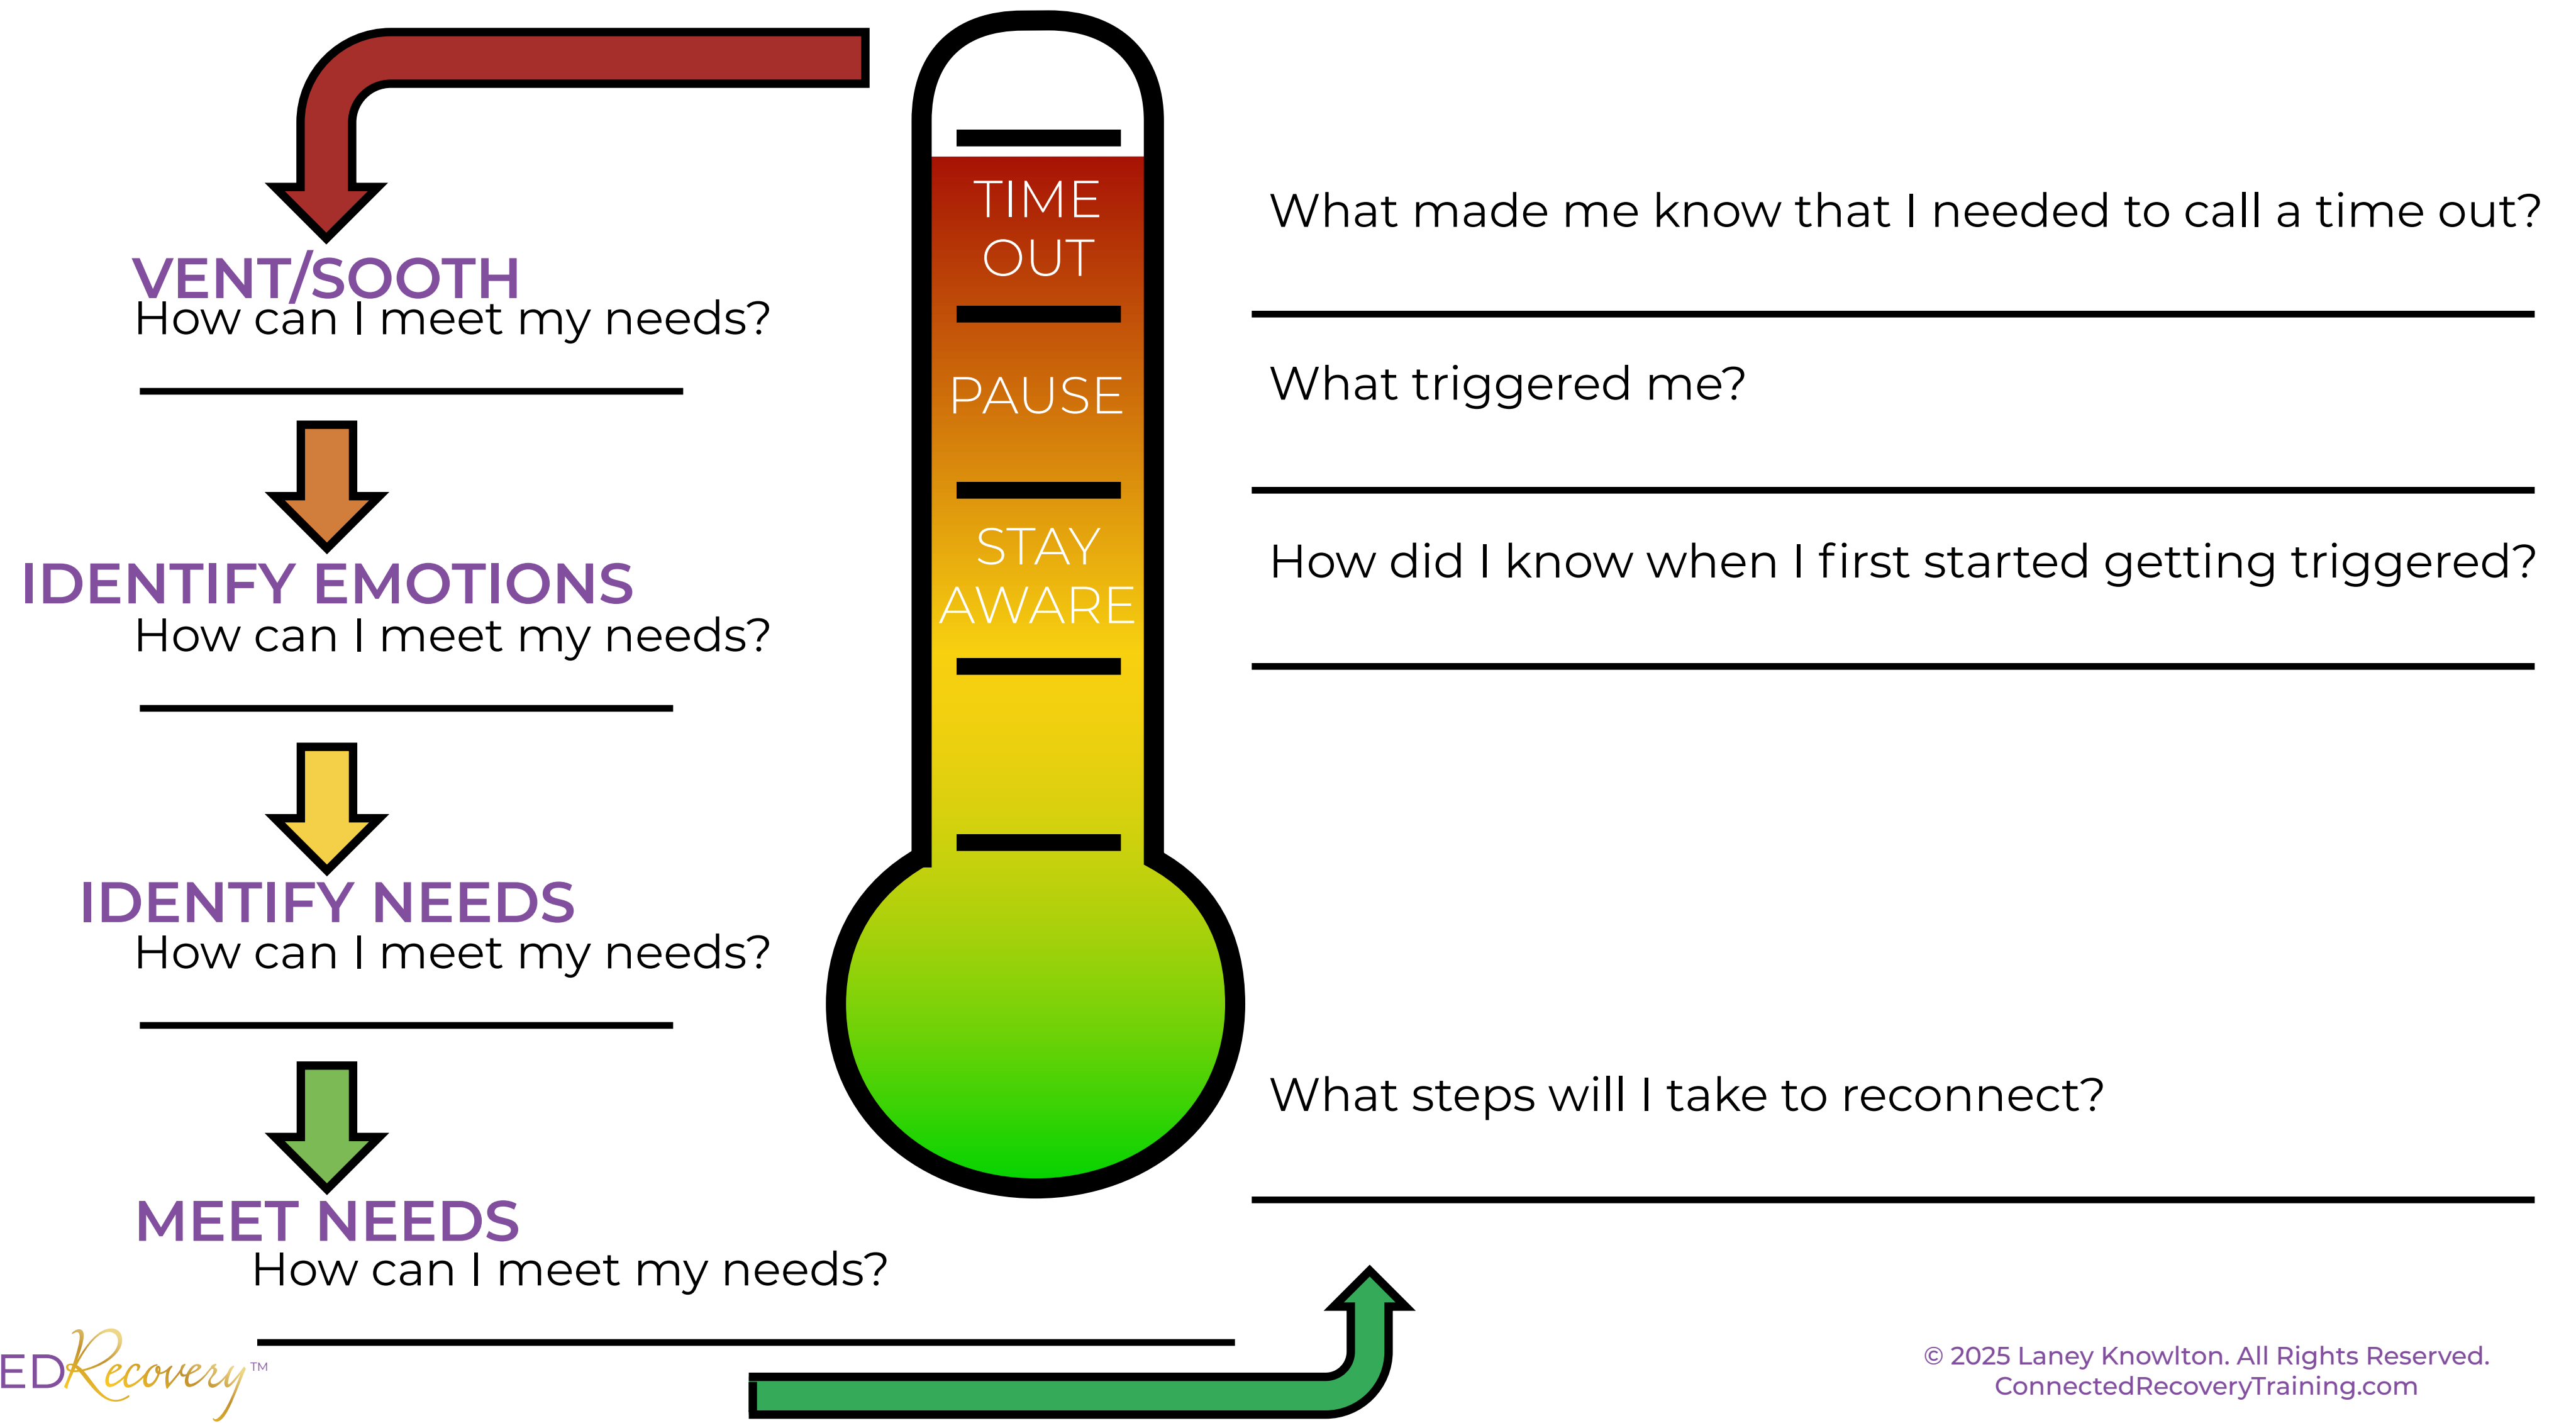 TIME
OUT
PAUSE
STAY
AWARE
What made me know that I needed to call a time out?
What triggered me?
How did I know when I first started getting triggered?
VENT/SOOTH
How can I meet my needs?
IDENTIFY EMOTIONS
How can I meet my needs?
IDENTIFY NEEDS
How can I meet my needs?
MEET NEEDS
How can I meet my needs?
What steps will I take to reconnect?
EDRecovery™
© 2025 Laney Knowlton. All Rights Reserved.
ConnectedRecoveryTraining.com